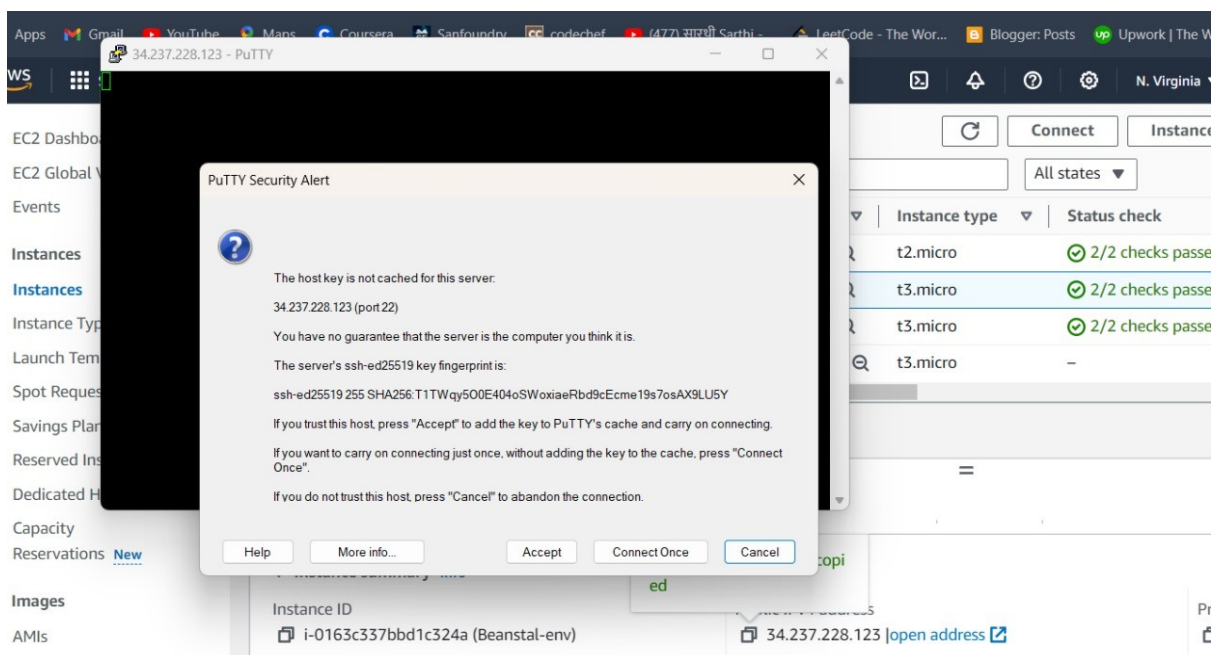 Apps Gmail YouTube Maps Coursera Sanfoundry codechef (477) सारथी Sarthi - LeetCode - The Wor... Blogger: Posts Upwork | The W
34.237.228.123 - PuTTY
N. Virginia
EC2 Dashbo
Connect Instance
EC2 Global
All states
Events
Instance type Status check
Instances
t2.micro 2/2 checks passe
Instances
t3.micro 2/2 checks passe
Instance Typ
t3.micro 2/2 checks passe
Launch Tem
t3.micro –
Spot Reques
Savings Plan
Reserved Ins
Dedicated H
Capacity
Reservations New
Images
AMIs
PuTTY Security Alert
The host key is not cached for this server:
34.237.228.123 (port 22)
You have no guarantee that the server is the computer you think it is.
The server's ssh-ed25519 key fingerprint is:
ssh-ed25519 255 SHA256:T1TWqy5O0E404oSWoxiaeRbd9cEcme19s7osAX9LU5Y
If you trust this host, press "Accept" to add the key to PuTTY's cache and carry on connecting.
If you want to carry on connecting just once, without adding the key to the cache, press "Connect
Once".
If you do not trust this host, press "Cancel" to abandon the connection.
Help More info... Accept Connect Once Cancel
copi
ed
Instance ID
i-0163c337bbd1c324a (Beanstal-env)
34.237.228.123 |open address